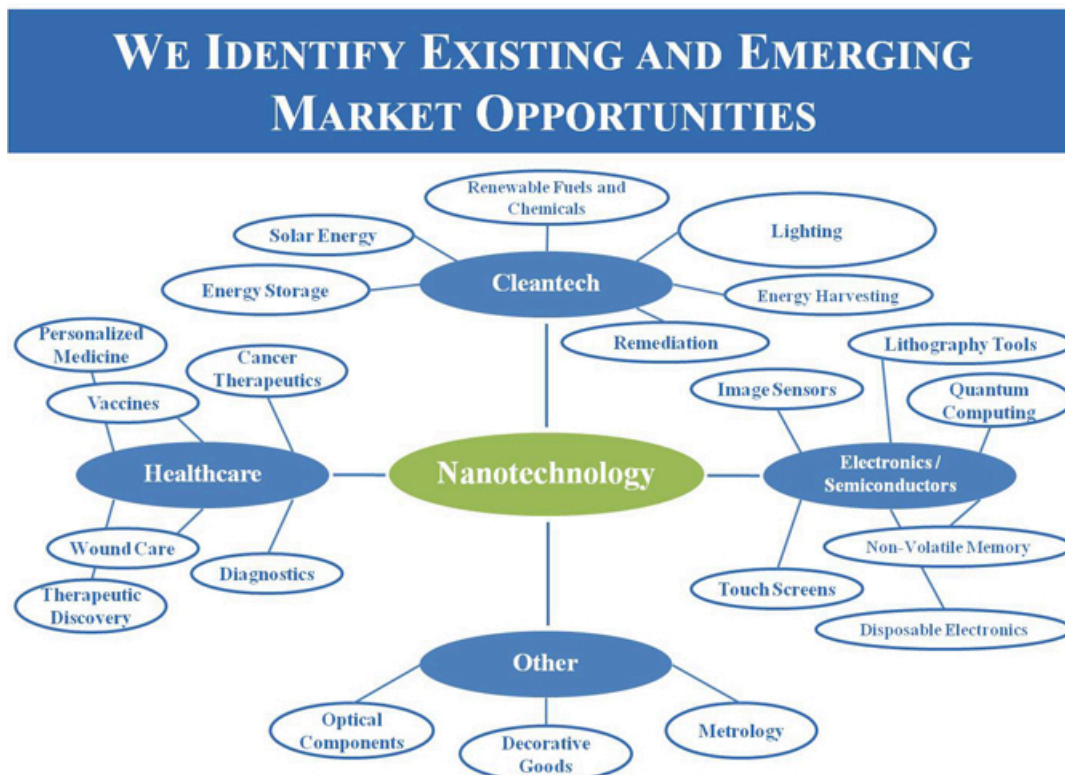 WE IDENTIFY EXISTING AND EMERGING
MARKET OPPORTUNITIES
Renewable Fuels and
Chemicals
Solar Energy
Lighting
Cleantech
Energy Storage
Energy Harvesting
Remediation
Personalized
Medicine
Cancer
Therapeutics
Vaccines
Healthcare
Wound Care
Diagnostics
Therapeutic
Discovery
Nanotechnology
Lithography Tools
Image Sensors
Quantum
Computing
Electronics /
Semiconductors
Non-Volatile Memory
Touch Screens
Disposable Electronics
Other
Optical
Components
Decorative
Goods
Metrology